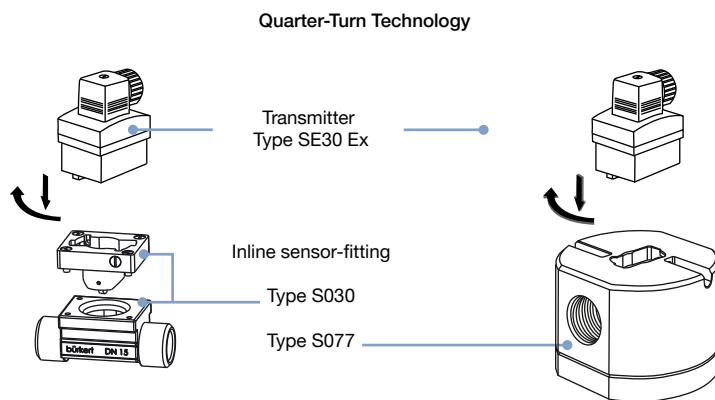 Quarter-Turn Technology
Transmitter
Type SE30 Ex
Inline sensor-fitting
Type S030
Type S077
bürkert DN 15